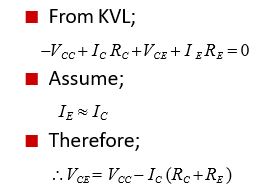 ■ From KVL;
−V_CC + I_C R_C + V_CE + I_E R_E = 0
■ Assume;
I_E ≈ I_C
■ Therefore;
∴ V_CE = V_CC − I_C (R_C + R_E)